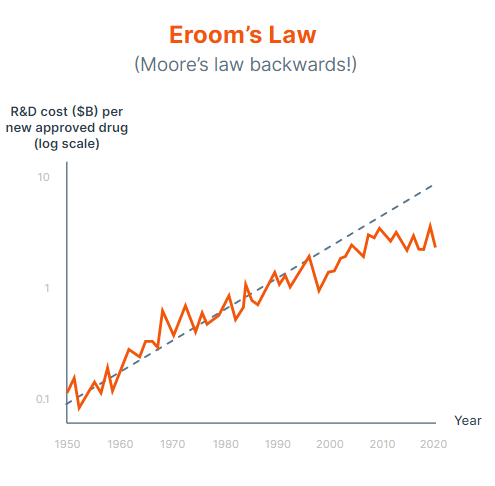 Eroom’s Law
(Moore’s law backwards!)
R&D cost ($B) per
new approved drug
(log scale)
10
1
0.1
Year
1950 1960 1970 1980 1990 2000 2010 2020